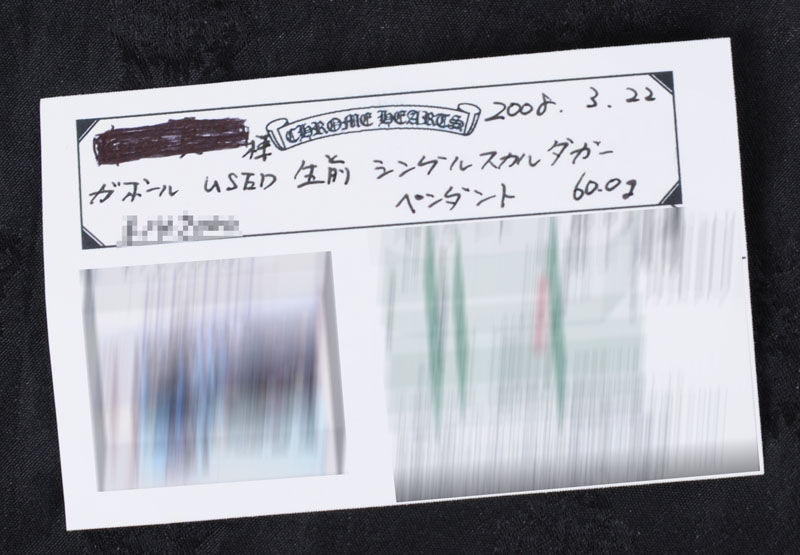 様 CHROME HEARTS 2008. 3. 22
ガボール USED 生前 シングルスカルダガー
ペンダント 60.0g